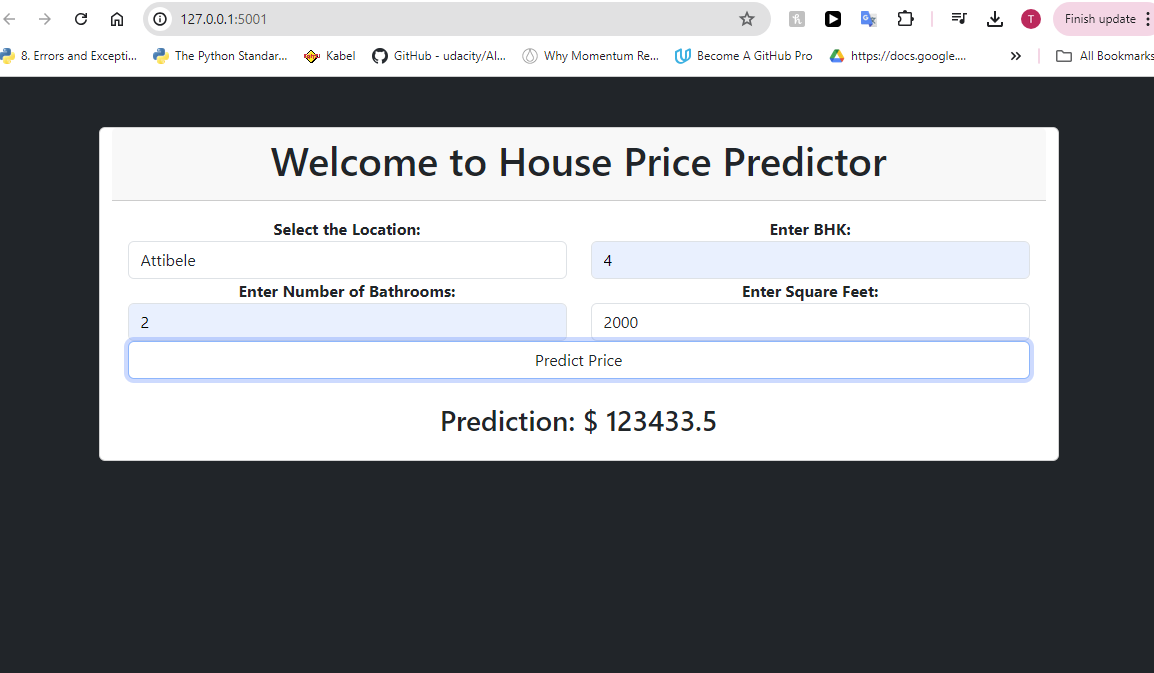 127.0.0.1:5001
T
Finish update
8. Errors and Excepti...
The Python Standar...
Kabel
GitHub - udacity/AI...
Why Momentum Re...
Become A GitHub Pro
https://docs.google....
All Bookmarks
Welcome to House Price Predictor
Select the Location:
Enter BHK:
Attibele
4
Enter Number of Bathrooms:
Enter Square Feet:
2
2000
Predict Price
Prediction: $ 123433.5